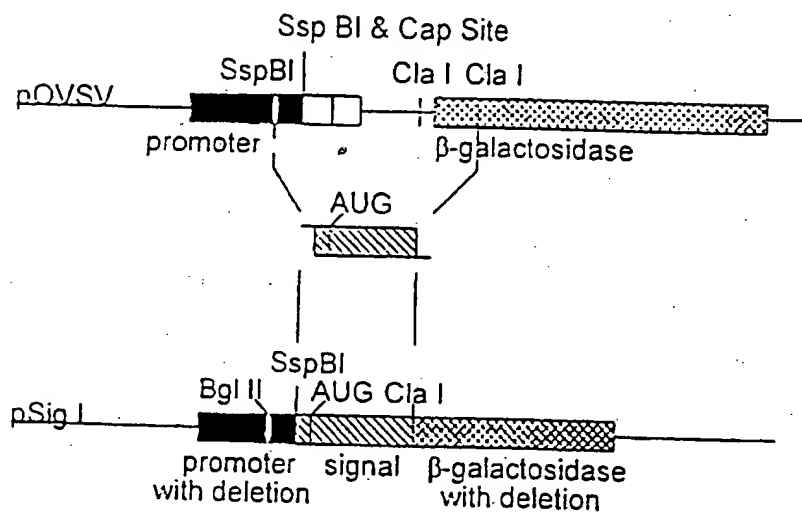 Ssp BI & Cap Site
SspBI
Cla I Cla I
pOVSV
promoter
β-galactosidase
AUG
SspBI
Bgl II
AUG Cla I
pSig I
promoter with deletion
signal
β-galactosidase with deletion